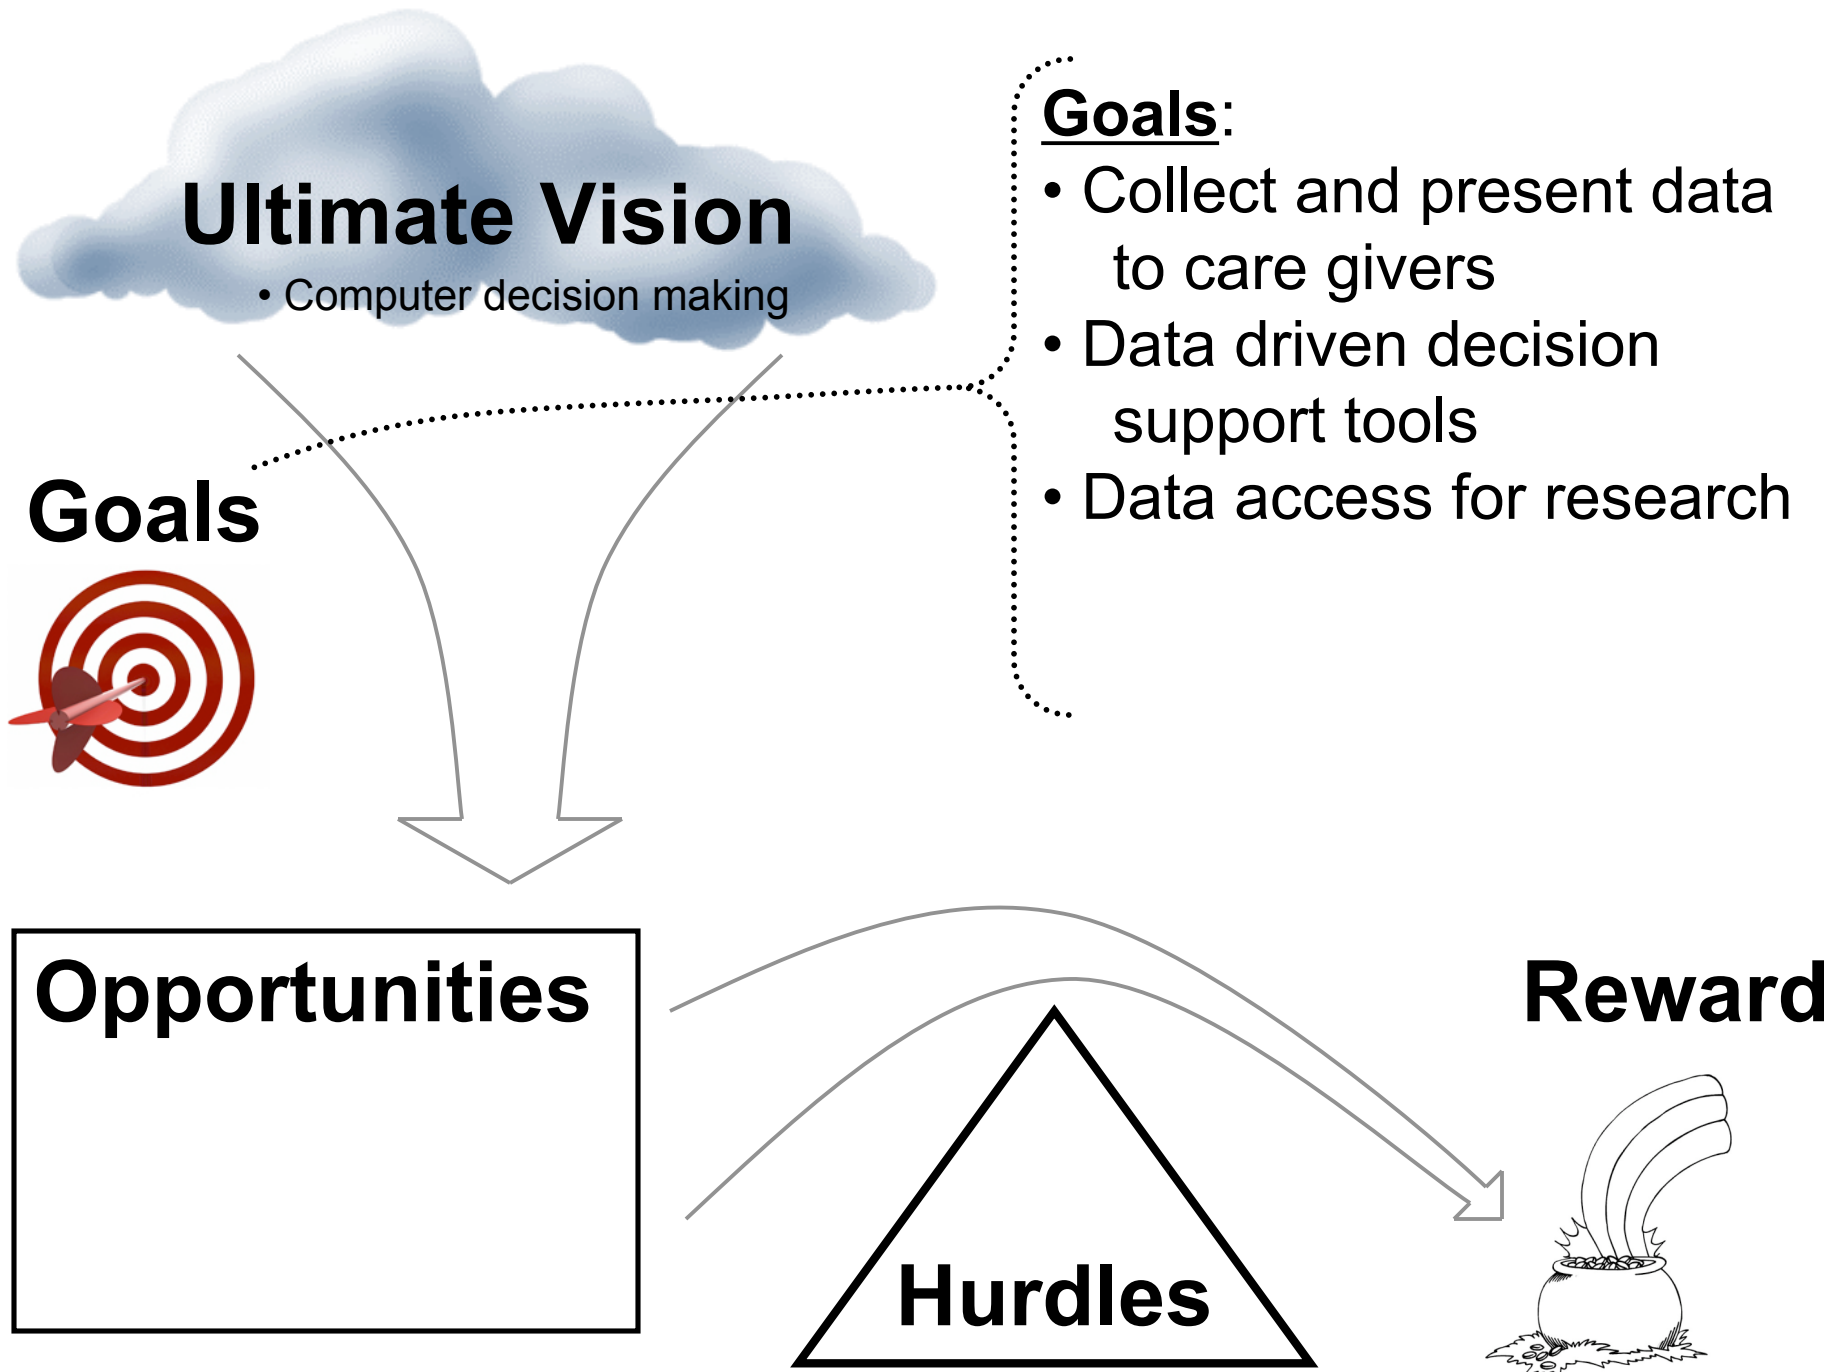 Ultimate Vision
• Computer decision making
Goals:
• Collect and present data
to care givers
• Data driven decision
support tools
• Data access for research
Goals
Opportunities
Hurdles
Reward